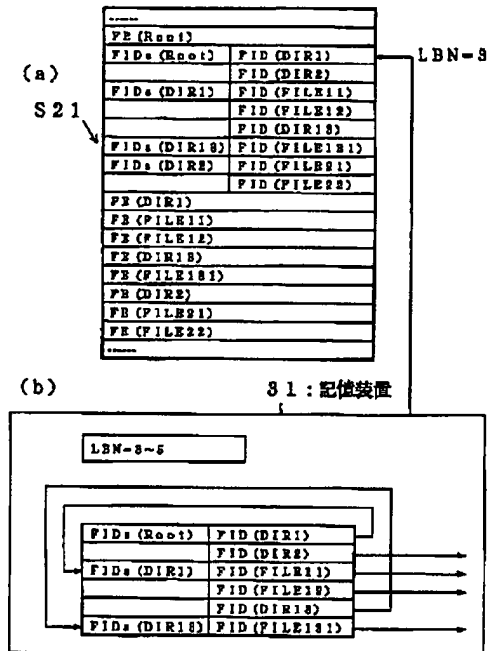 ......
FE(Root)
FIDs(Root) FID(DIR1)
LBN=3
FID(DIR2)
(a)
FIDs(DIR1) FID(FILE11)
FID(FILE12)
S21
FID(DIR13)
FIDs(DIR13) FID(FILE131)
FIDs(DIR2) FID(FILE21)
FID(FILE22)
FE(DIR1)
FE(FILE11)
FE(FILE12)
FE(DIR13)
FE(FILE131)
FE(DIR2)
FE(FILE21)
FE(FILE22)
......
(b)
31:記憶装置
LBN=3~5
FIDs(Root) FID(DIR1)
FID(DIR2)
FIDs(DIR1) FID(FILE11)
FID(FILE12)
FID(DIR13)
FIDs(DIR13) FID(FILE131)